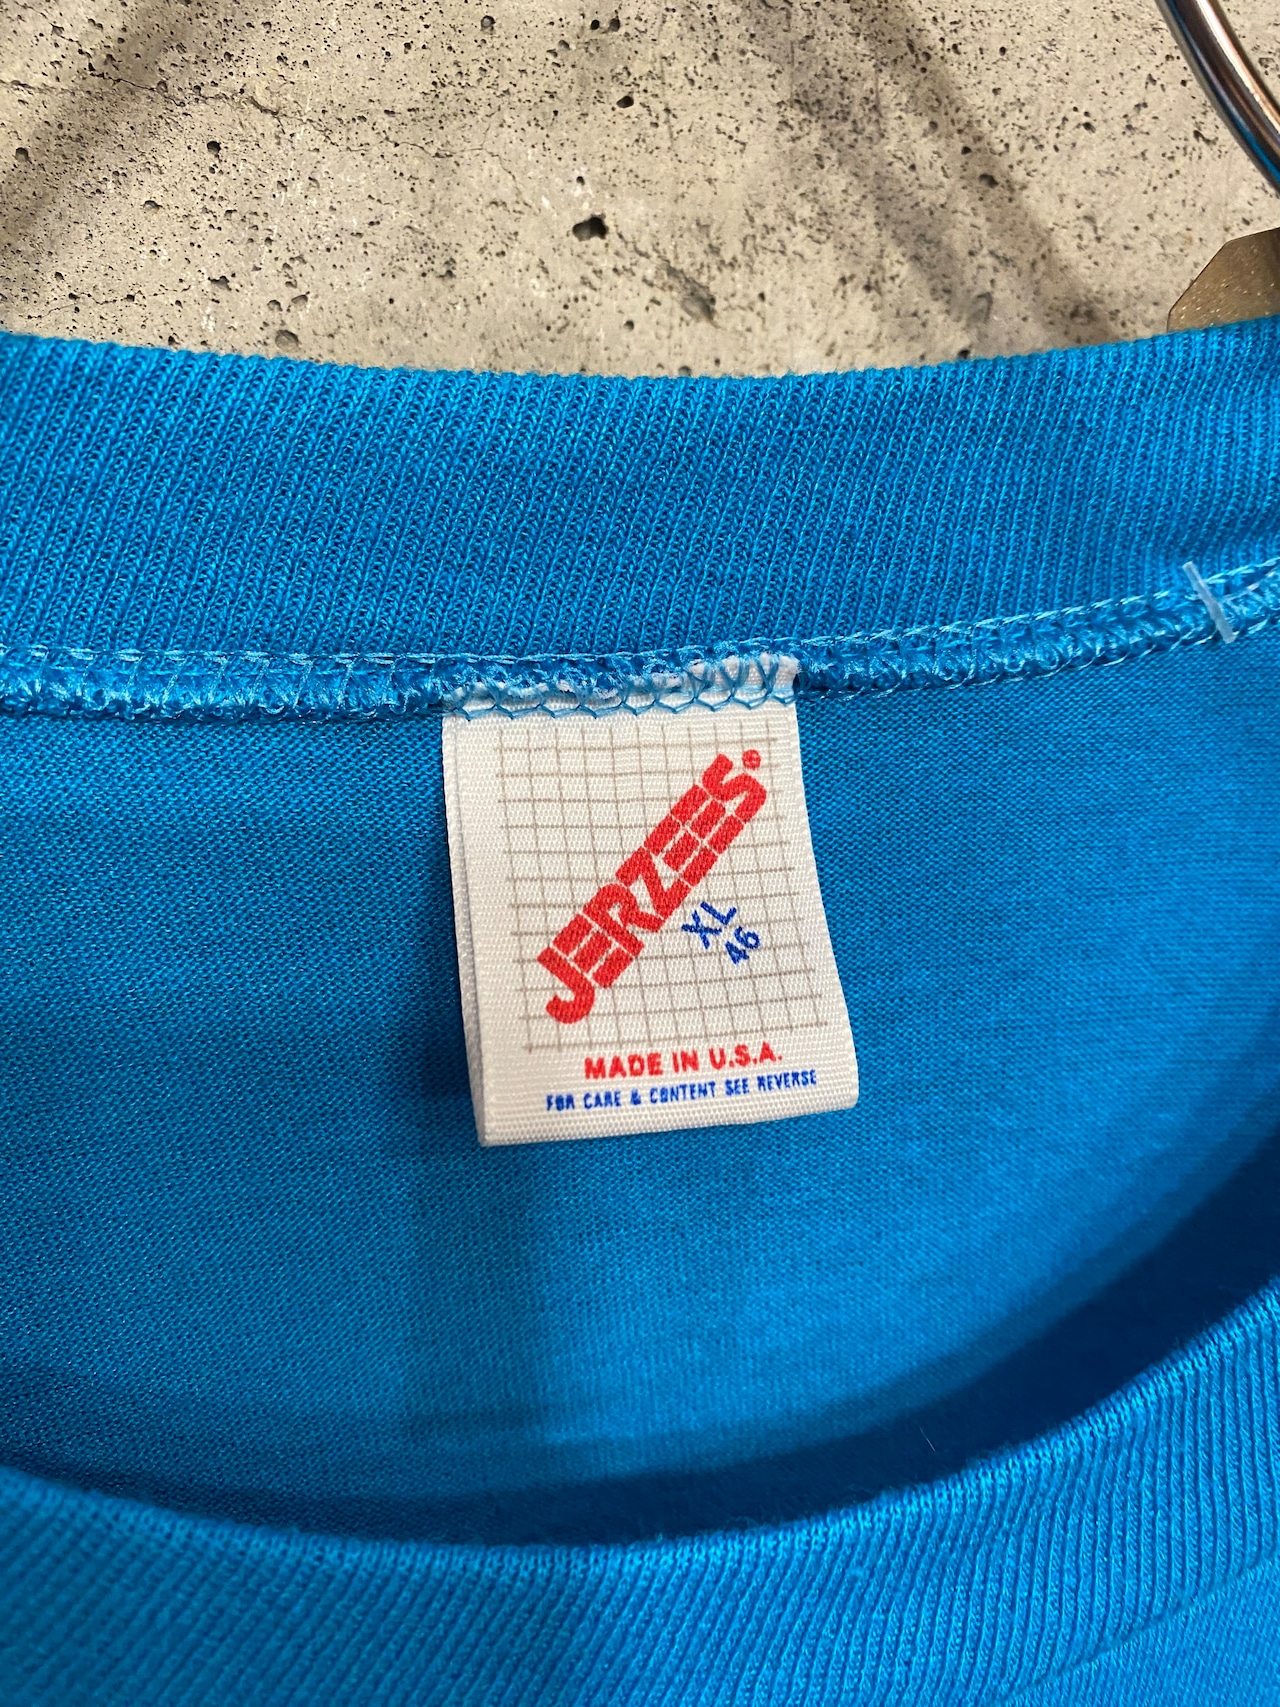 JERZEES®
XL
46
MADE IN U.S.A.
FOR CARE & CONTENT SEE REVERSE